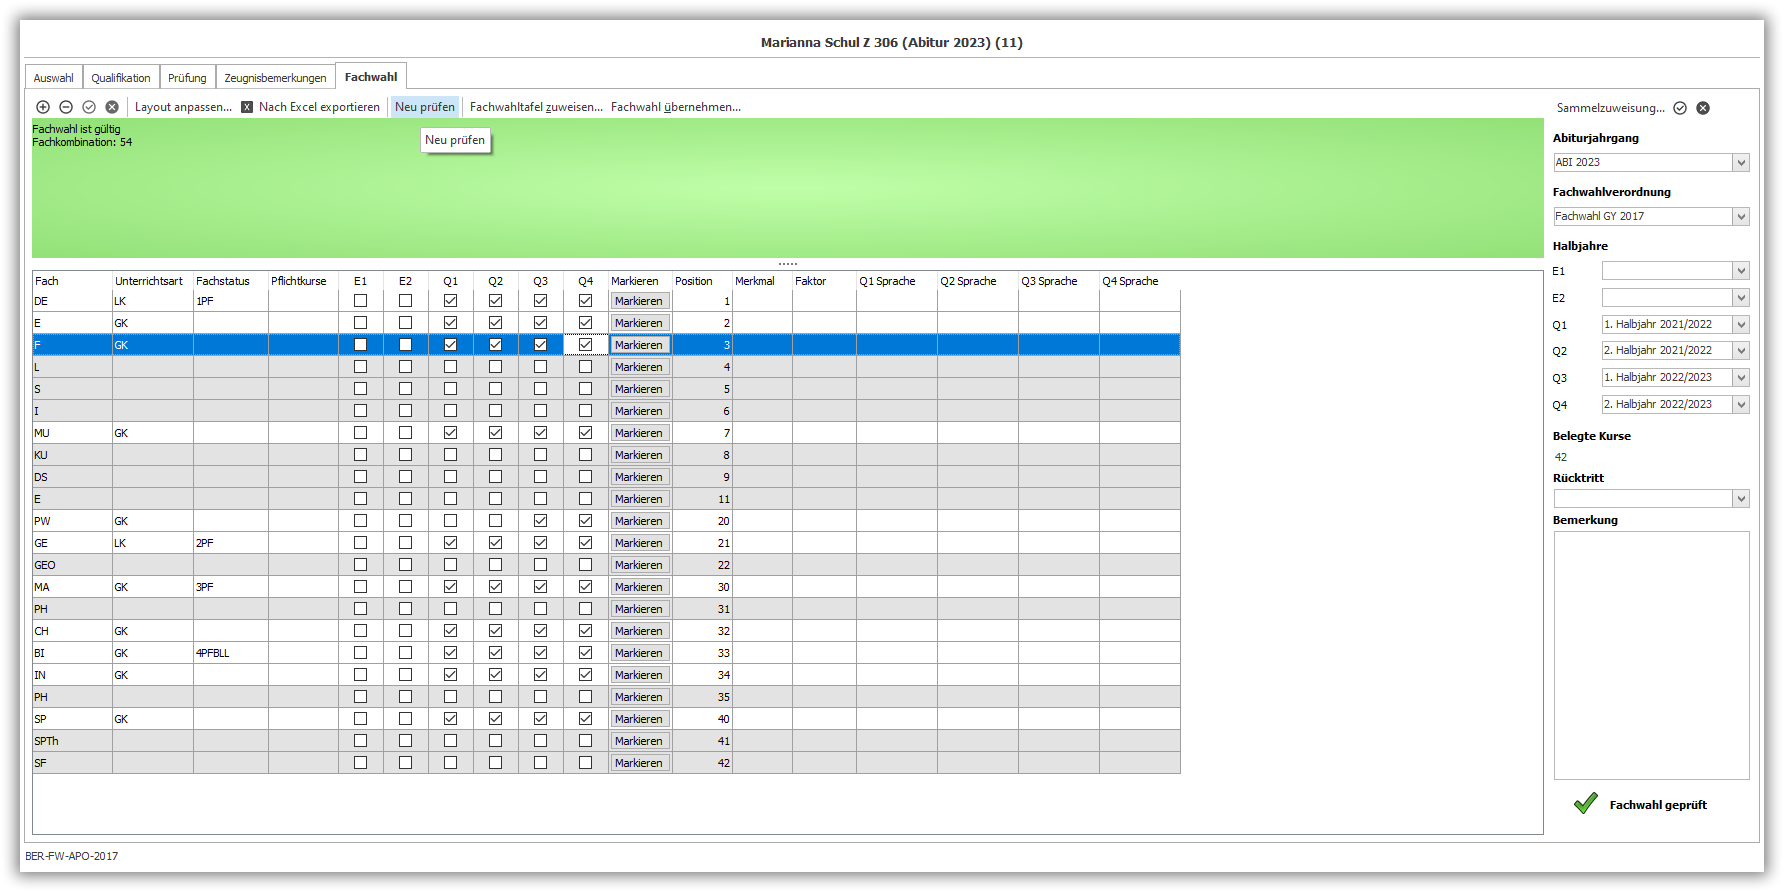 Marianna Schul Z 306 (Abitur 2023) (11)
Auswahl Qualifikation Prüfung Zeugnisbemerkungen Fachwahl
Layout anpassen... Nach Excel exportieren Neu prüfen Fachwahltafel zuweisen... Fachwahl übernehmen...
Fachwahl ist gültig
Fachkombination: 54
Neu prüfen
Fach Unterrichtsart Fachstatus Pflichtkurse E1 E2 Q1 Q2 Q3 Q4 Markieren Position Merkmal Faktor Q1 Sprache Q2 Sprache Q3 Sprache Q4 Sprache
DE LK 1PF Markieren 1
E GK Markieren 2
F GK Markieren 3
L Markieren 4
S Markieren 5
I Markieren 6
MU GK Markieren 7
KU Markieren 8
DS Markieren 9
E Markieren 11
PW GK Markieren 20
GE LK 2PF Markieren 21
GEO Markieren 22
MA GK 3PF Markieren 30
PH Markieren 31
CH GK Markieren 32
BI GK 4PFBLL Markieren 33
IN GK Markieren 34
PH Markieren 35
SP GK Markieren 40
SPTh Markieren 41
SF Markieren 42
Sammelzuweisung...
Abiturjahrgang
ABI 2023
Fachwahlverordnung
Fachwahl GY 2017
Halbjahre
E1
E2
Q1 1. Halbjahr 2021/2022
Q2 2. Halbjahr 2021/2022
Q3 1. Halbjahr 2022/2023
Q4 2. Halbjahr 2022/2023
Belegte Kurse
42
Rücktritt
Bemerkung
Fachwahl geprüft
BER-FW-APO-2017